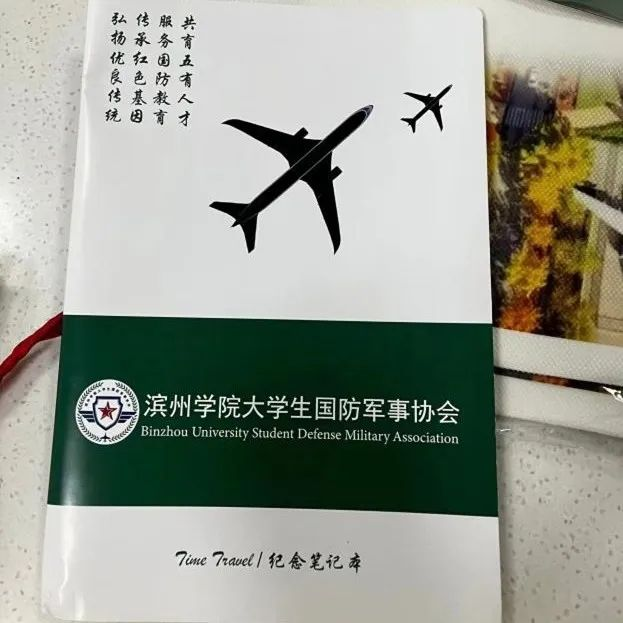 弘扬优良传统
传承红色基因
服务国防教育
共育五有人才
滨州学院大学生国防军事协会
Binzhou University Student Defense Military Association
Time Travel / 纪念笔记本